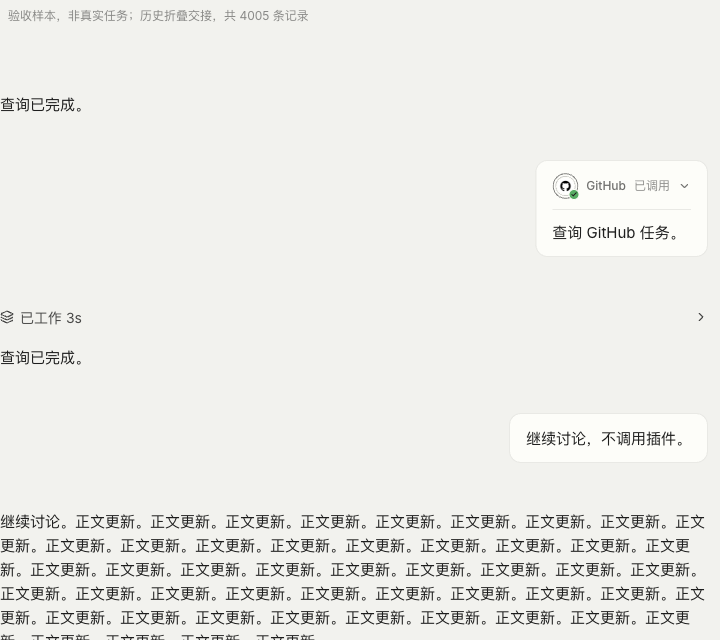 验收样本，非真实任务；历史折叠交接，共 4005 条记录
查询已完成。
GitHub 已调用
查询 GitHub 任务。
已工作 3s
查询已完成。
继续讨论，不调用插件。
继续讨论。正文更新。正文更新。正文更新。正文更新。正文更新。正文更新。正文更新。正文更新。正文
更新。正文更新。正文更新。正文更新。正文更新。正文更新。正文更新。正文更新。正文更
新。正文更新。正文更新。正文更新。正文更新。正文更新。正文更新。正文更新。正文更新。正文更新。
正文更新。正文更新。正文更新。正文更新。正文更新。正文更新。正文更新。正文更新。正文更新。正文
更新。正文更新。正文更新。正文更新。正文更新。正文更新。正文更新。正文更新。正文更
新。正文更新。正文更新。正文更新。正文更新